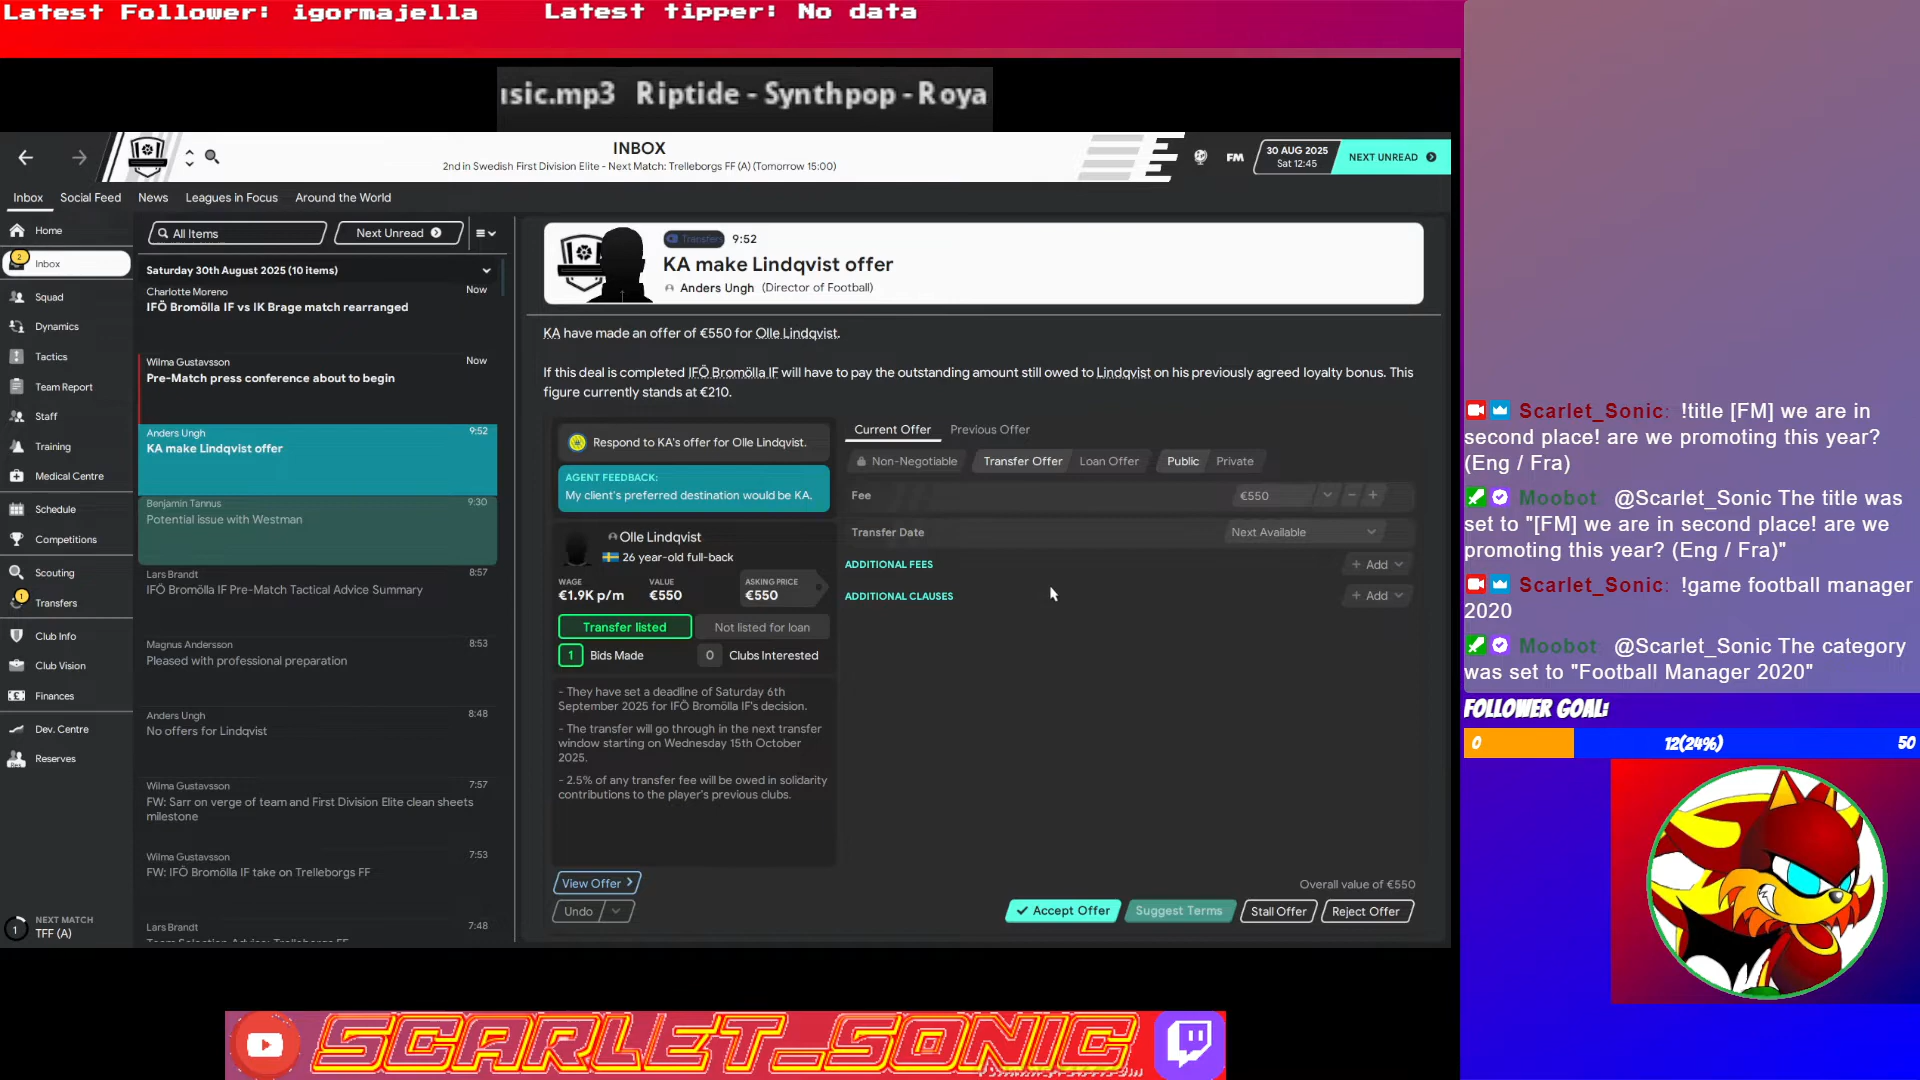 Latest Follower: igormajella
Latest tipper: No data
usic.mp3 Riptide - Synthpop - Roya
INBOX
2nd in Swedish First Division Elite - Next Match: Trelleborgs FF (A) (Tomorrow 15:00)
FM
30 AUG 2025
Sat 12:45
NEXT UNREAD
Inbox
Social Feed
News
Leagues in Focus
Around the World
Home
2
Inbox
Squad
Dynamics
Tactics
Team Report
Staff
Training
Medical Centre
Schedule
Competitions
Scouting
1
Transfers
Club Info
Club Vision
Finances
Dev. Centre
Reserves
1
NEXT MATCH
TFF (A)
All Items
Next Unread
Saturday 30th August 2025 (10 items)
Charlotte Moreno
Now
IFÖ Bromölla IF vs IK Brage match rearranged
Wilma Gustavsson
Now
Pre-Match press conference about to begin
Anders Ungh
9:52
KA make Lindqvist offer
Benjamin Tannus
9:30
Potential issue with Westman
Lars Brandt
8:57
IFÖ Bromölla IF Pre-Match Tactical Advice Summary
Magnus Andersson
8:53
Pleased with professional preparation
Anders Ungh
8:48
No offers for Lindqvist
Wilma Gustavsson
7:57
FW: Sarr on verge of team and First Division Elite clean sheets
milestone
Wilma Gustavsson
7:53
FW: IFÖ Bromölla IF take on Trelleborgs FF
Lars Brandt
7:48
Team Selection Advice: Trelleborgs FF
Transfers
9:52
KA make Lindqvist offer
Anders Ungh (Director of Football)
KA have made an offer of €550 for Olle Lindqvist.
If this deal is completed IFÖ Bromölla IF will have to pay the outstanding amount still owed to Lindqvist on his previously agreed loyalty bonus. This
figure currently stands at €210.
Respond to KA's offer for Olle Lindqvist.
AGENT FEEDBACK:
My client's preferred destination would be KA.
Olle Lindqvist
26 year-old full-back
WAGE
€1.9K p/m
VALUE
€550
ASKING PRICE
€550
Transfer listed
Not listed for loan
1 Bids Made
0 Clubs Interested
- They have set a deadline of Saturday 6th
September 2025 for IFÖ Bromölla IF's decision.
- The transfer will go through in the next transfer
window starting on Wednesday 15th October
2025.
- 2.5% of any transfer fee will be owed in solidarity
contributions to the player's previous clubs.
View Offer
Undo
Current Offer
Previous Offer
Non-Negotiable
Transfer Offer
Loan Offer
Public
Private
Fee
€550
Transfer Date
Next Available
ADDITIONAL FEES
+ Add
ADDITIONAL CLAUSES
+ Add
Overall value of €550
Accept Offer
Suggest Terms
Stall Offer
Reject Offer
Scarlet_Sonic: !title [FM] we are in
second place! are we promoting this year?
(Eng / Fra)
Moobot: @Scarlet_Sonic The title was
set to "[FM] we are in second place! are we
promoting this year? (Eng / Fra)"
Scarlet_Sonic: !game football manager
2020
Moobot: @Scarlet_Sonic The category
was set to "Football Manager 2020"
FOLLOWER GOAL:
0
12(24%)
50
SCARLET_SONIC